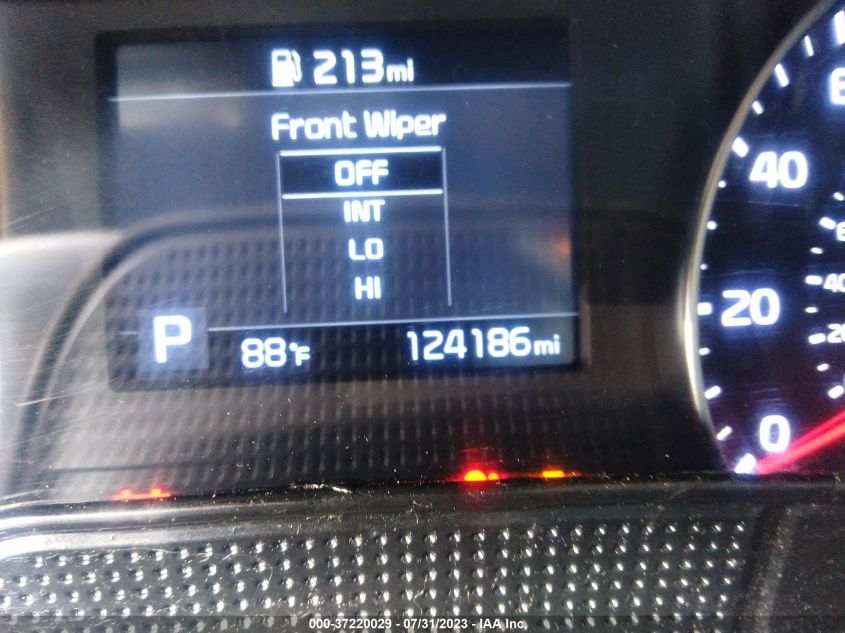 213mi
Front Wiper
OFF
INT
LO
HI
P
88°F
124186mi
40
20
0
000-37220029 - 07/31/2023 - IAA Inc.